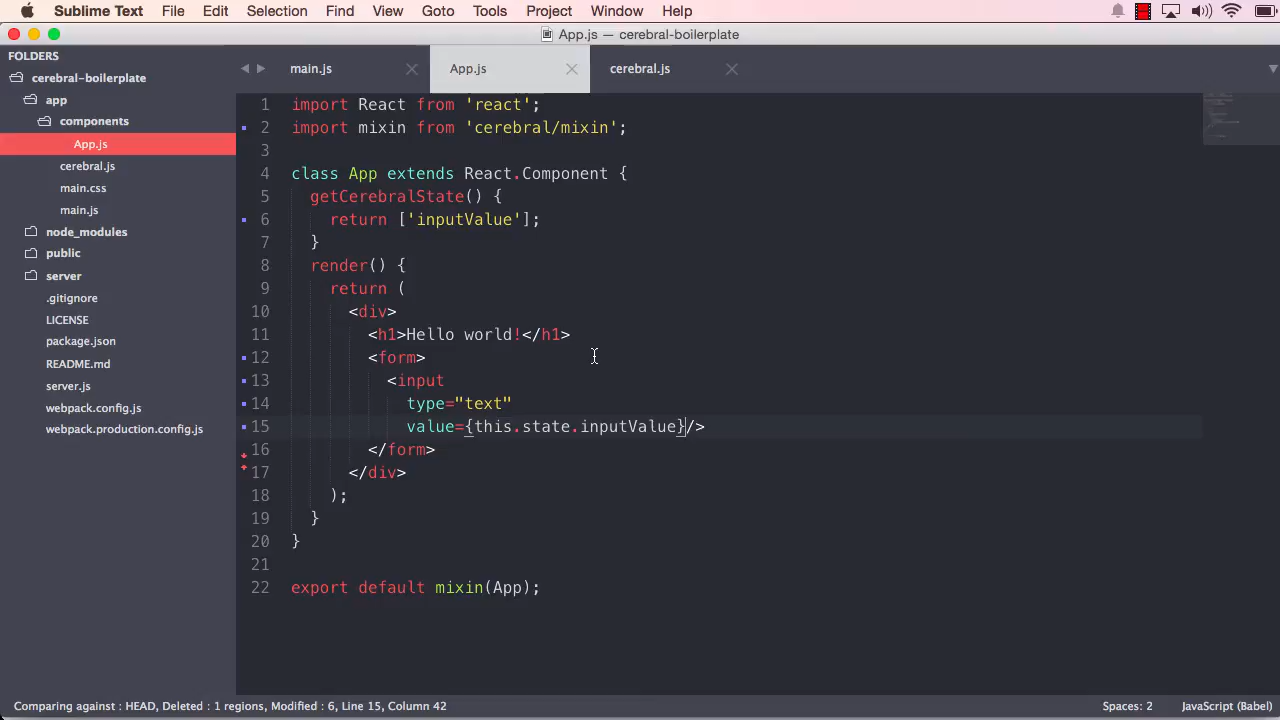 Sublime Text File Edit Selection Find View Goto Tools Project Window Help
App.js — cerebral-boilerplate
FOLDERS
cerebral-boilerplate
app
components
App.js
cerebral.js
main.css
main.js
node_modules
public
server
.gitignore
LICENSE
package.json
README.md
server.js
webpack.config.js
webpack.production.config.js
main.js App.js cerebral.js
1 import React from 'react';
2 import mixin from 'cerebral/mixin';
3
4 class App extends React.Component {
5 getCerebralState() {
6 return ['inputValue'];
7 }
8 render() {
9 return (
10 <div>
11 <h1>Hello world!</h1>
12 <form>
13 <input
14 type="text"
15 value={this.state.inputValue}/>
16 </form>
17 </div>
18 );
19 }
20 }
21
22 export default mixin(App);
Comparing against : HEAD, Deleted : 1 regions, Modified : 6, Line 15, Column 42 Spaces: 2 JavaScript (Babel)